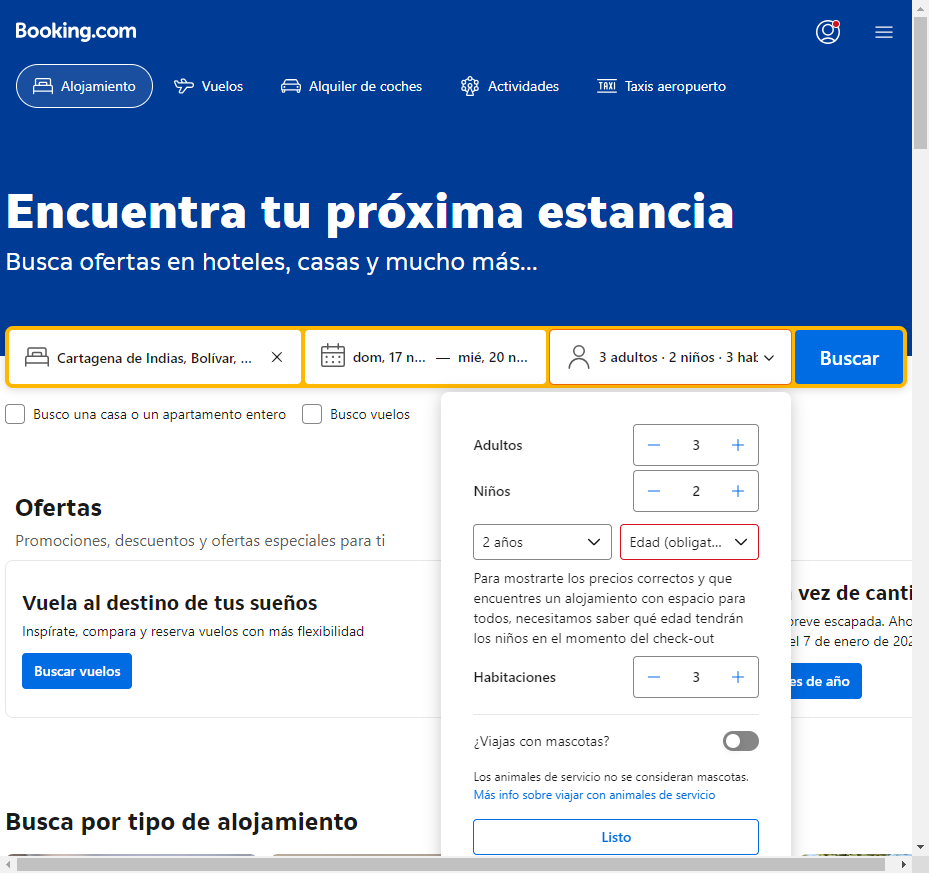 Booking.com
Alojamiento
Vuelos
Alquiler de coches
Actividades
TAXI
Taxis aeropuerto
Encuentra tu próxima estancia
Busca ofertas en hoteles, casas y mucho más...
Cartagena de Indias, Bolívar, ...
dom, 17 n... — mié, 20 n...
3 adultos · 2 niños · 3 hab
Buscar
Busco una casa o un apartamento entero
Busco vuelos
Adultos
3
Niños
2
2 años
Edad (obligat...
Para mostrarte los precios correctos y que
encuentres un alojamiento con espacio para
todos, necesitamos saber qué edad tendrán
los niños en el momento del check-out
Habitaciones
3
¿Viajas con mascotas?
Los animales de servicio no se consideran mascotas.
Más info sobre viajar con animales de servicio
Listo
Ofertas
Promociones, descuentos y ofertas especiales para ti
Vuela al destino de tus sueños
Inspírate, compara y reserva vuelos con más flexibilidad
Buscar vuelos
vez de canti
breve escapada. Aho
el 7 de enero de 202
es de año
Busca por tipo de alojamiento